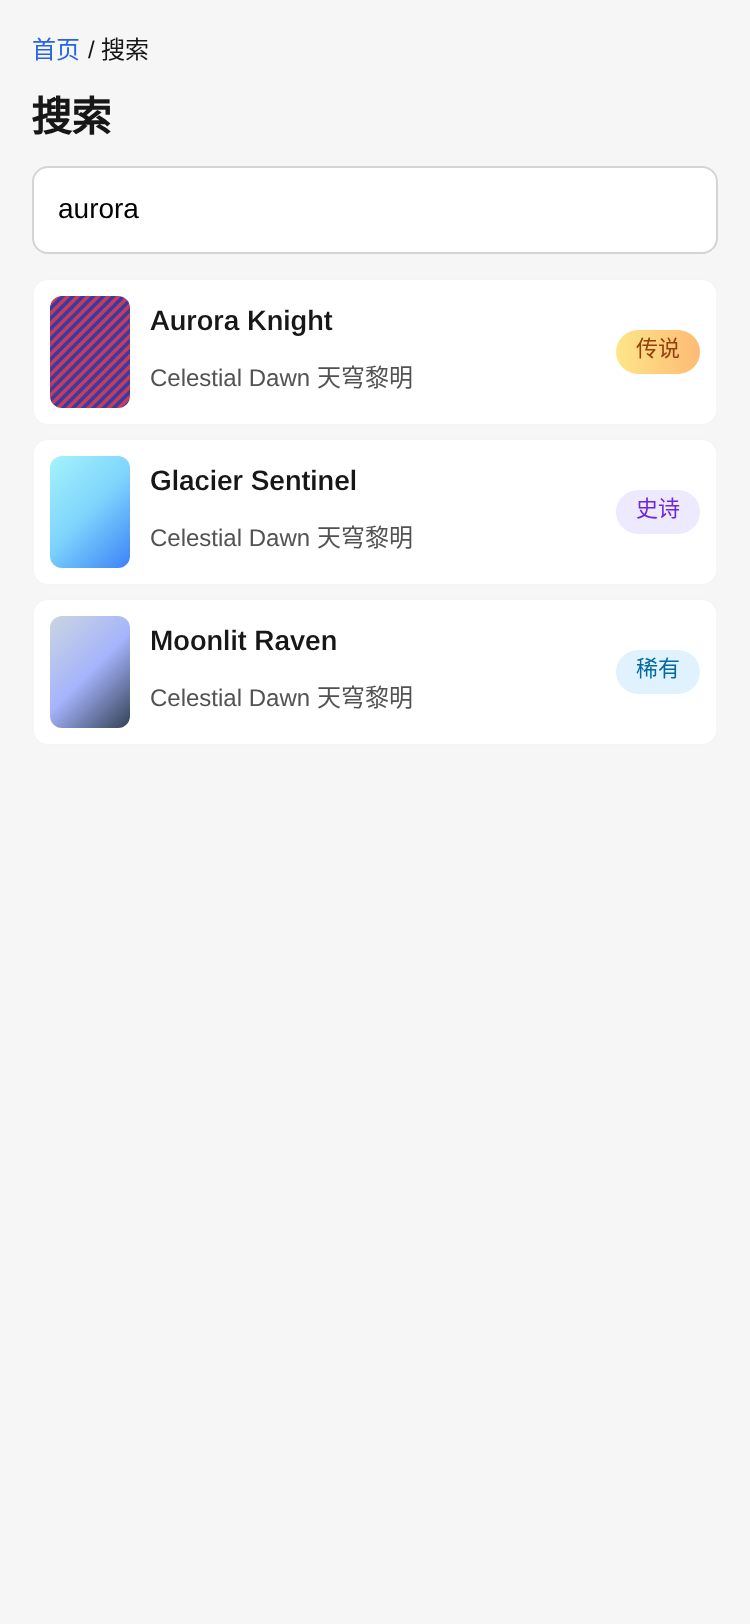 首页 / 搜索
搜索
aurora
Aurora Knight
Celestial Dawn 天穹黎明
传说
Glacier Sentinel
Celestial Dawn 天穹黎明
史诗
Moonlit Raven
Celestial Dawn 天穹黎明
稀有